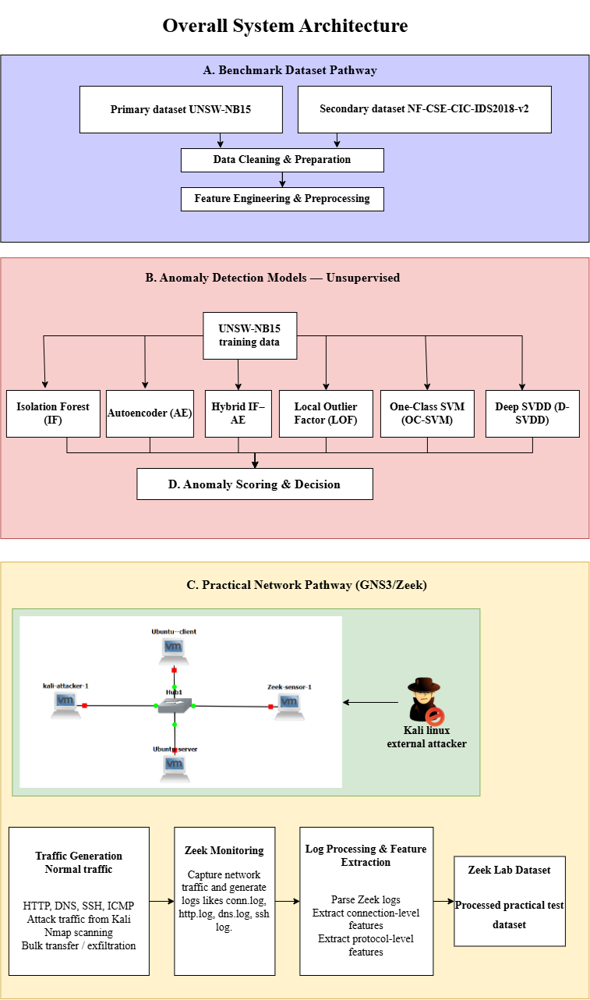 Overall System Architecture
A. Benchmark Dataset Pathway
Primary dataset UNSW-NB15
Secondary dataset NF-CSE-CIC-IDS2018-v2
Data Cleaning & Preparation
Feature Engineering & Preprocessing
B. Anomaly Detection Models — Unsupervised
UNSW-NB15
training data
Isolation Forest
(IF)
Autoencoder (AE)
Hybrid IF–
AE
Local Outlier
Factor (LOF)
One-Class SVM
(OC-SVM)
Deep SVDD (D-
SVDD)
D. Anomaly Scoring & Decision
C. Practical Network Pathway (GNS3/Zeek)
Ubuntu--client
vm
kali-attacker-1
vm
Hub1
Zeek-sensor-1
vm
Ubuntu-server
vm
Kali linux
external attacker
Traffic Generation
Normal traffic
HTTP, DNS, SSH, ICMP
Attack traffic from Kali
Nmap scanning
Bulk transfer / exfiltration
Zeek Monitoring
Capture network
traffic and generate
logs likes conn.log,
http.log, dns.log, ssh
log.
Log Processing & Feature
Extraction
Parse Zeek logs
Extract connection-level
features
Extract protocol-level
features
Zeek Lab Dataset
Processed practical test
dataset